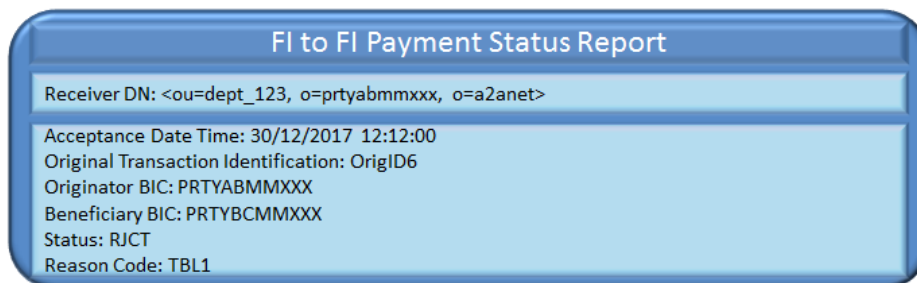 FI to FI Payment Status Report
Receiver DN: <ou=dept_123, o=prtyabmmxxx, o=a2anet>
Acceptance Date Time: 30/12/2017 12:12:00
Original Transaction Identification: OrigID6
Originator BIC: PRTYABMMXXX
Beneficiary BIC: PRTYBCMMXXX
Status: RJCT
Reason Code: TBL1